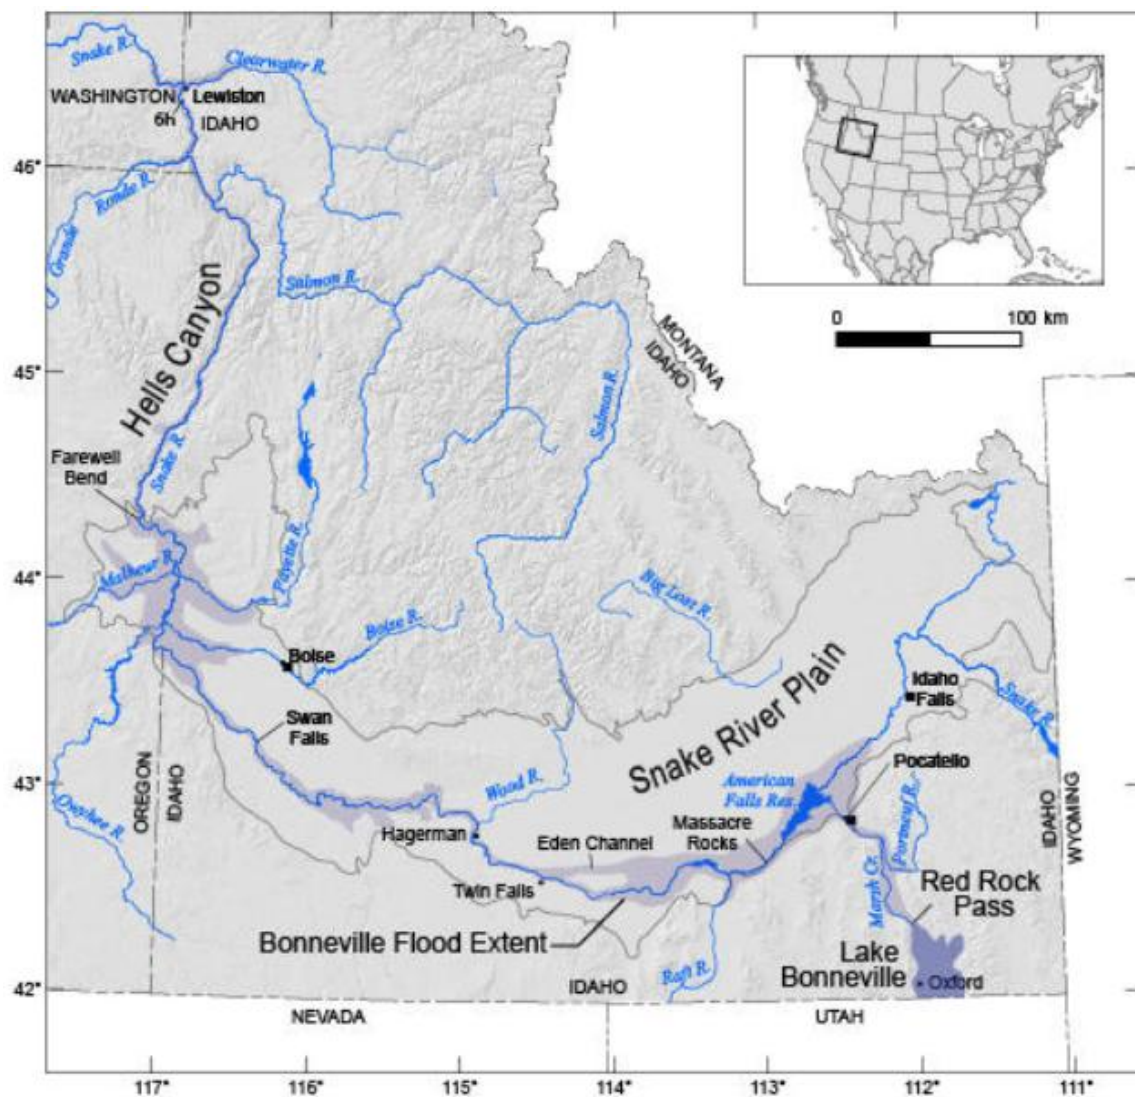 Snake R.
Clearwater R.
WASHINGTON
Lewiston
6h
IDAHO
46°
Grande
Ronde R.
Salmon R.
0
100 km
Hells Canyon
MONTANA
IDAHO
45°
Salmon R.
Farewell
Bend
Snake R.
44°
Malheur R.
Payette R.
Big Lost R.
Boise R.
Boise
Idaho
Falls
Snake R.
Swan
Falls
Snake River Plain
43°
OREGON
IDAHO
Owyhee R.
Wood R.
American
Falls Res.
Pocatello
IDAHO
WYOMING
Hagerman
Eden Channel
Massacre
Rocks
Portneuf R.
Twin Falls
Marsh Cr.
Red Rock
Pass
Bonneville Flood Extent
Lake
Bonneville
Raft R.
Oxford
42°
IDAHO
NEVADA
UTAH
117°
116°
115°
114°
113°
112°
111°